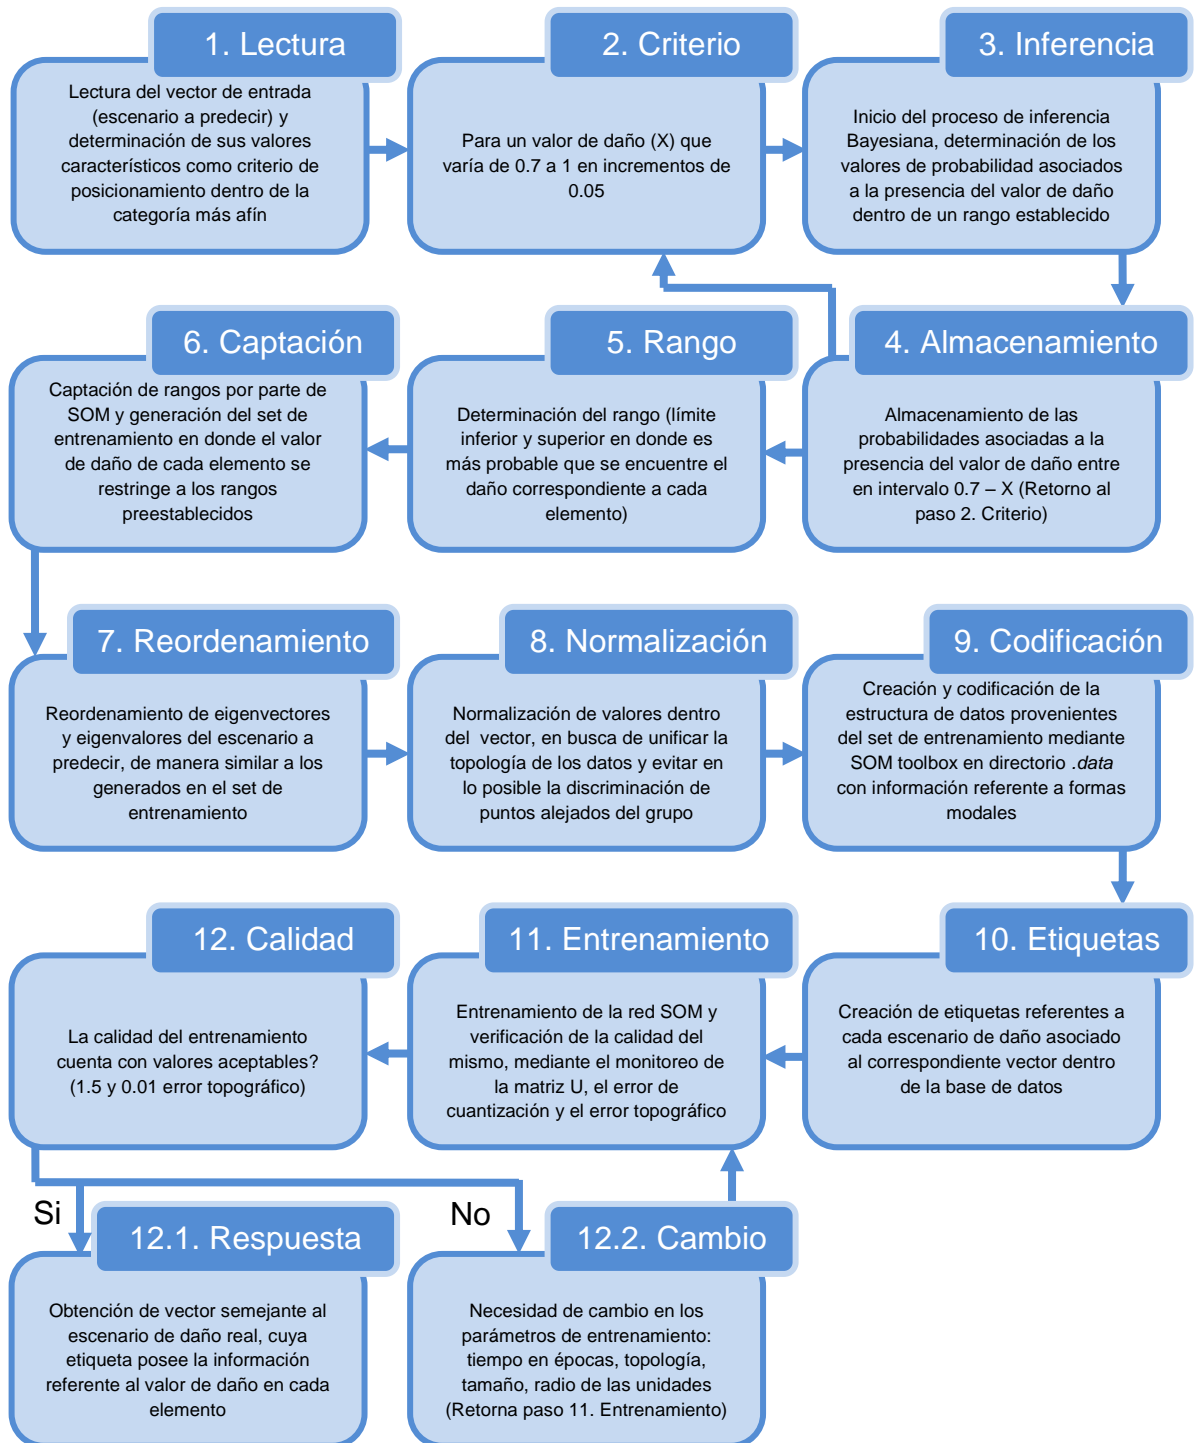 1. Lectura
Lectura del vector de entrada
(escenario a predecir) y
determinación de sus valores
característicos como criterio de
posicionamiento dentro de la
categoría más afín
2. Criterio
Para un valor de daño (X) que
varía de 0.7 a 1 en incrementos de
0.05
3. Inferencia
Inicio del proceso de inferencia
Bayesiana, determinación de los
valores de probabilidad asociados
a la presencia del valor de daño
dentro de un rango establecido
4. Almacenamiento
Almacenamiento de las
probabilidades asociadas a la
presencia del valor de daño entre
en intervalo 0.7 – X (Retorno al
paso 2. Criterio)
5. Rango
Determinación del rango (límite
inferior y superior en donde es
más probable que se encuentre el
daño correspondiente a cada
elemento)
6. Captación
Captación de rangos por parte de
SOM y generación del set de
entrenamiento en donde el valor
de daño de cada elemento se
restringe a los rangos
preestablecidos
7. Reordenamiento
Reordenamiento de eigenvectores
y eigenvalores del escenario a
predecir, de manera similar a los
generados en el set de
entrenamiento
8. Normalización
Normalización de valores dentro
del vector, en busca de unificar la
topología de los datos y evitar en
lo posible la discriminación de
puntos alejados del grupo
9. Codificación
Creación y codificación de la
estructura de datos provenientes
del set de entrenamiento mediante
SOM toolbox en directorio .data
con información referente a formas
modales
10. Etiquetas
Creación de etiquetas referentes a
cada escenario de daño asociado
al correspondiente vector dentro
de la base de datos
11. Entrenamiento
Entrenamiento de la red SOM y
verificación de la calidad del
mismo, mediante el monitoreo de
la matriz U, el error de
cuantización y el error topográfico
12. Calidad
La calidad del entrenamiento
cuenta con valores aceptables?
(1.5 y 0.01 error topográfico)
Si
No
12.1. Respuesta
Obtención de vector semejante al
escenario de daño real, cuya
etiqueta posee la información
referente al valor de daño en cada
elemento
12.2. Cambio
Necesidad de cambio en los
parámetros de entrenamiento:
tiempo en épocas, topología,
tamaño, radio de las unidades
(Retorna paso 11. Entrenamiento)